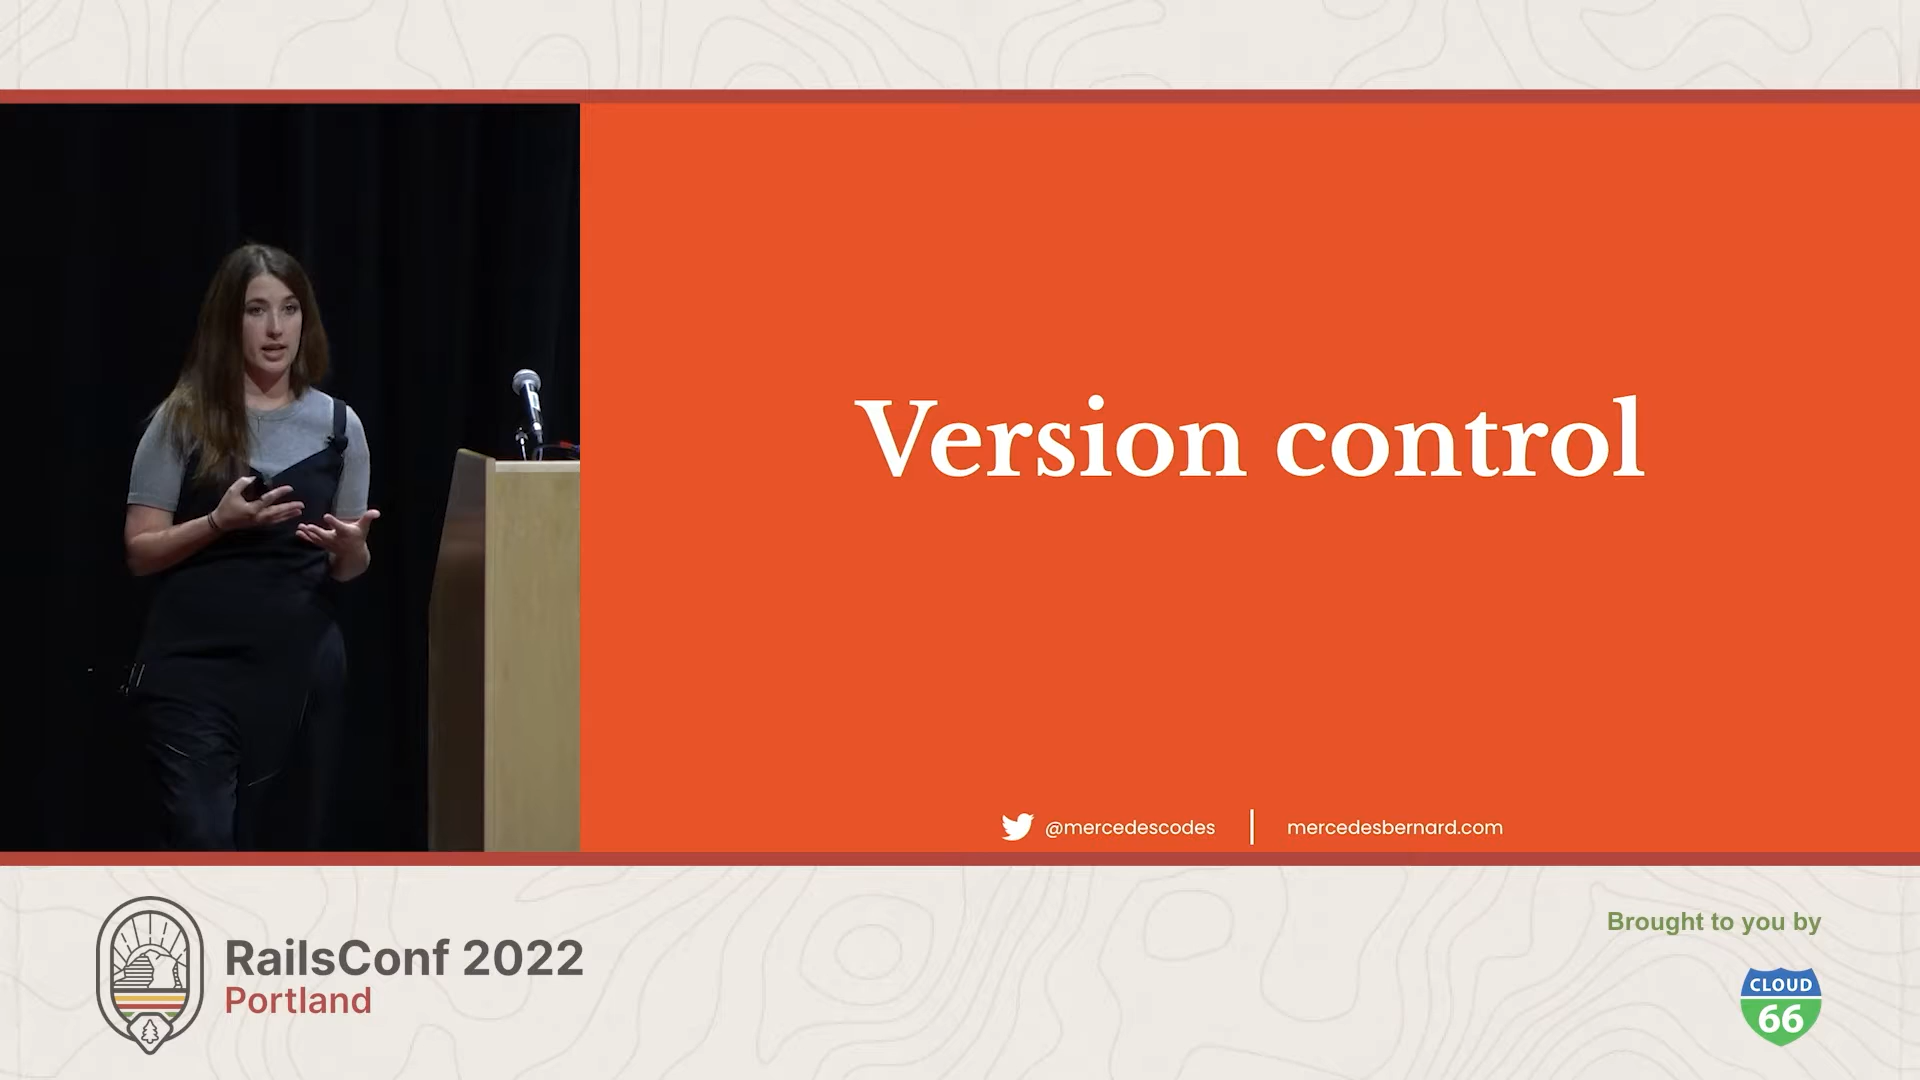 Version control
@mercedescodes | mercedesbernard.com
RailsConf 2022
Portland
Brought to you by
CLOUD
66